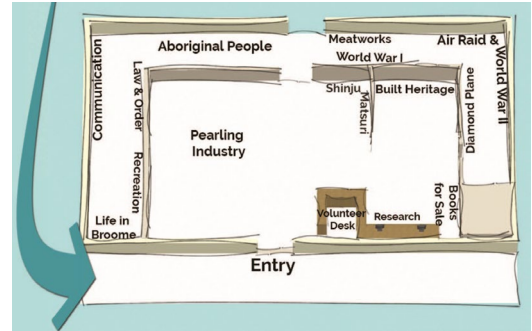 Aboriginal People
Meatworks
Air Raid &
World War II
World War I
Communication
Law & Order
Shinju
Matsuri
Built Heritage
Diamond Plane
Pearling
Industry
Recreation
Life in
Broome
Volunteer
Desk
Research
Books
for Sale
Entry